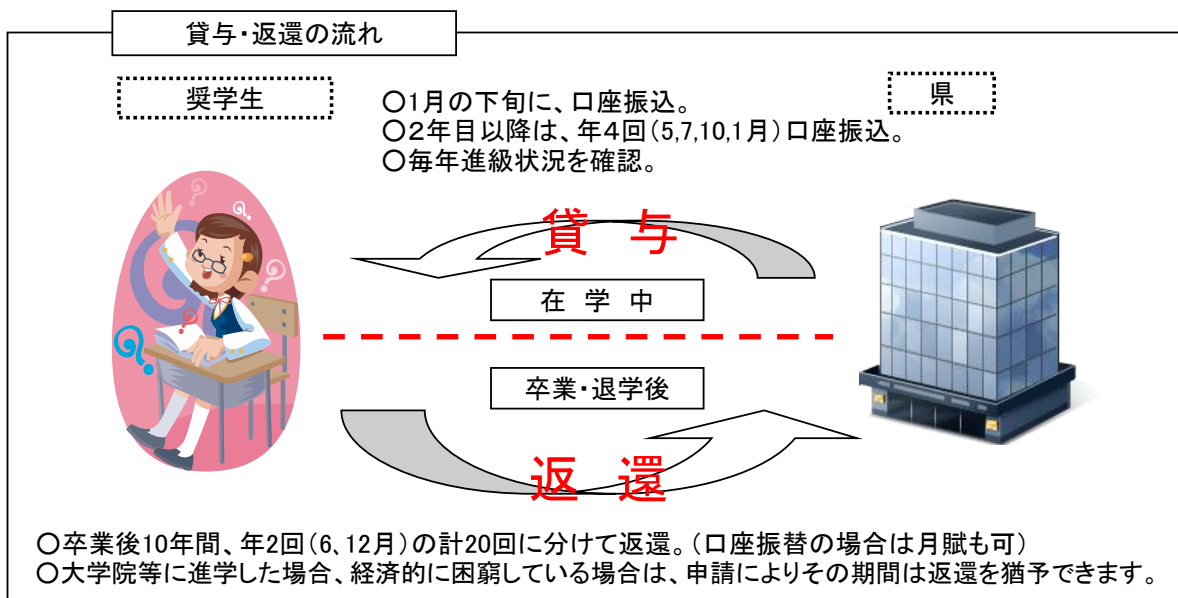 貸与・返還の流れ
奨学生
県
○1月の下旬に、口座振込。
○２年目以降は、年４回(5,7,10,1月)口座振込。
○毎年進級状況を確認。
貸 与
在 学 中
卒業・退学後
返 還
○卒業後10年間、年2回(6、12月)の計20回に分けて返還。(口座振替の場合は月賦も可)
○大学院等に進学した場合、経済的に困窮している場合は、申請によりその期間は返還を猶予できます。